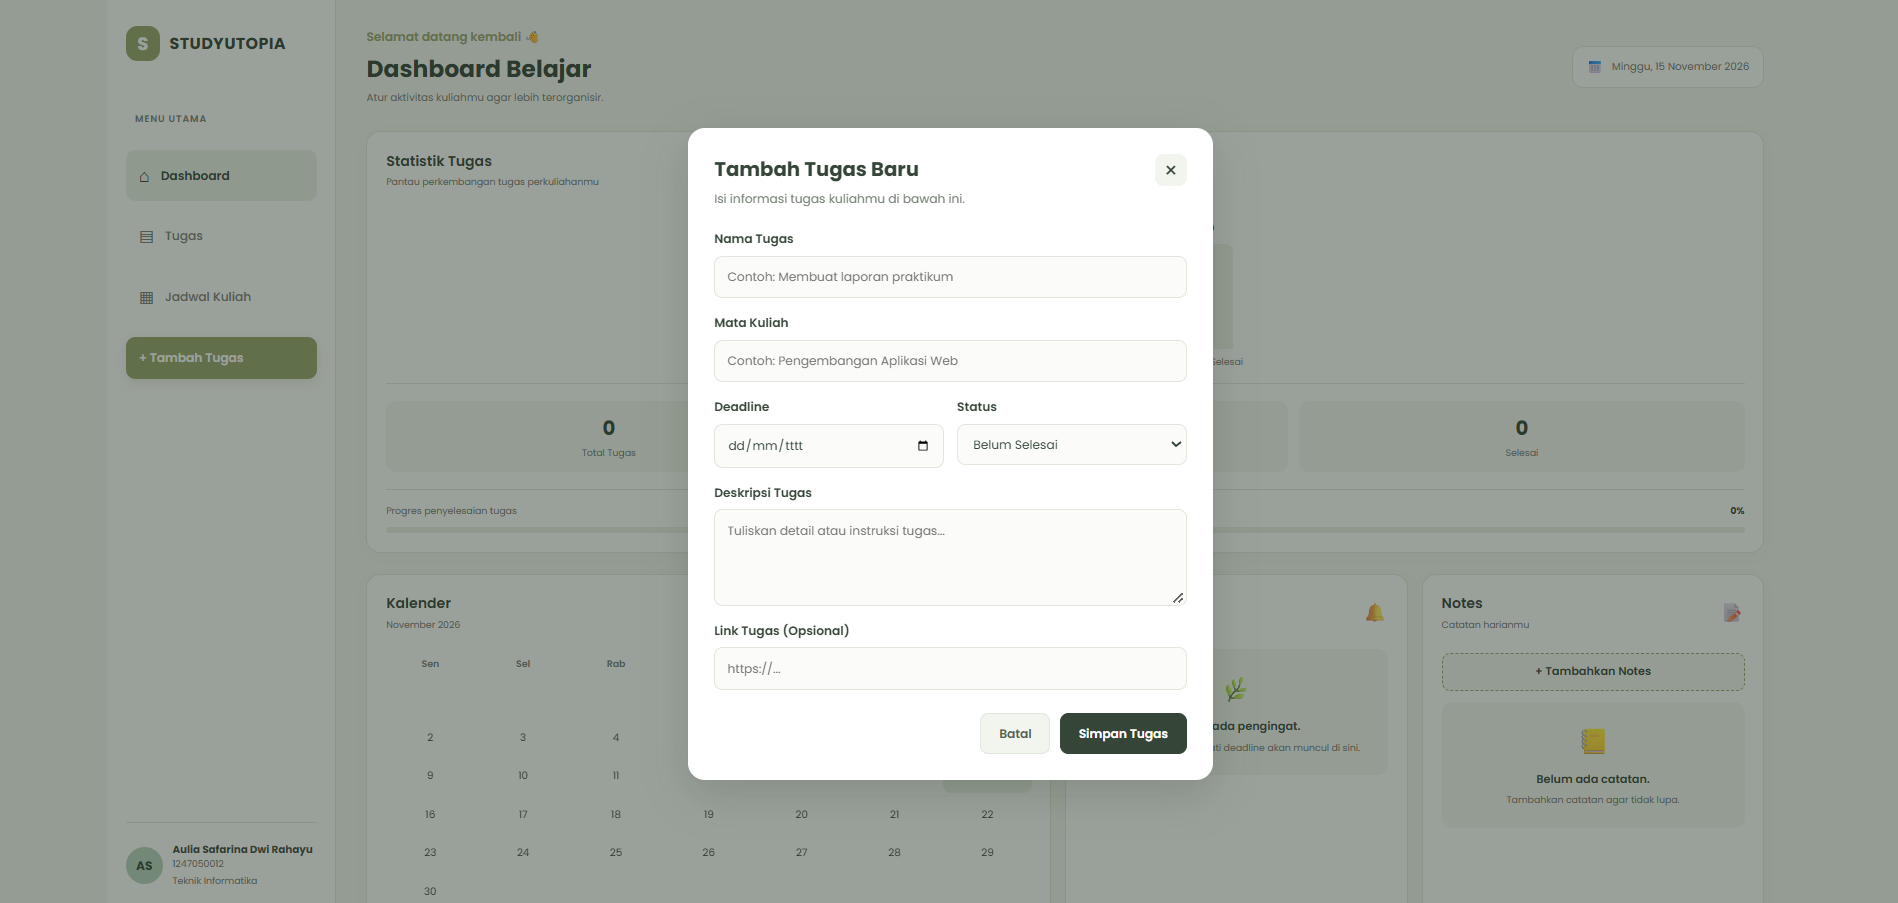 S STUDYUTOPIA
MENU UTAMA
Dashboard
Tugas
Jadwal Kuliah
+ Tambah Tugas
AS
Aulia Safarina Dwi Rahayu
1247050012
Teknik Informatika
Selamat datang kembali
Dashboard Belajar
Atur aktivitas kuliahmu agar lebih terorganisir.
Minggu, 15 November 2026
Statistik Tugas
Pantau perkembangan tugas perkuliahanmu
Selesai
0
Total Tugas
0
Selesai
Progres penyelesaian tugas
0%
Kalender
November 2026
Sen Sel Rab
2 3 4
9 10 11
16 17 18 19 20 21 22
23 24 25 26 27 28 29
30
ada pengingat.
deadline akan muncul di sini.
Notes
Catatan harianmu
+ Tambahkan Notes
Belum ada catatan.
Tambahkan catatan agar tidak lupa.
Tambah Tugas Baru
×
Isi informasi tugas kuliahmu di bawah ini.
Nama Tugas
Contoh: Membuat laporan praktikum
Mata Kuliah
Contoh: Pengembangan Aplikasi Web
Deadline Status
dd/mm/tttt Belum Selesai
Deskripsi Tugas
Tuliskan detail atau instruksi tugas...
Link Tugas (Opsional)
https://...
Batal Simpan Tugas